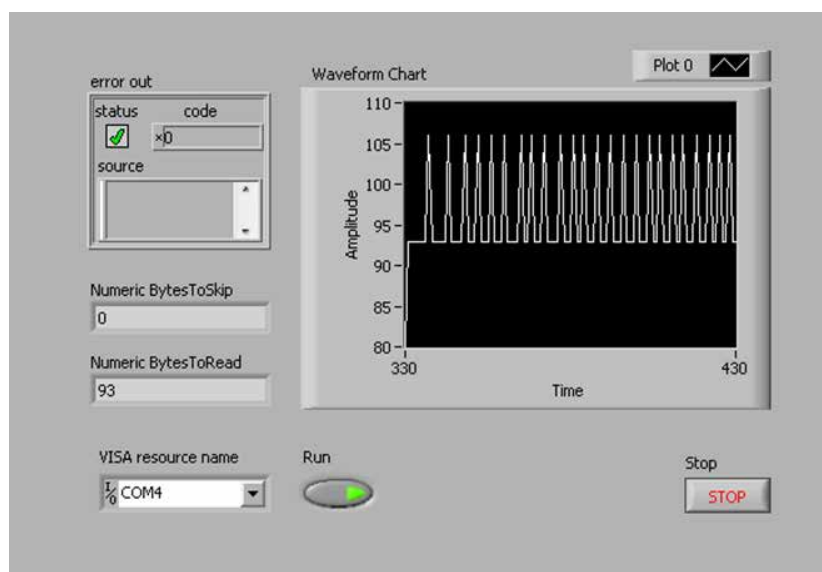 error out
status code
×0
source
Numeric BytesToSkip
0
Numeric BytesToRead
93
VISA resource name
I/O COM4
Waveform Chart
Plot 0
110
105
100
95
90
85
80
Amplitude
330 430
Time
Run
Stop
STOP